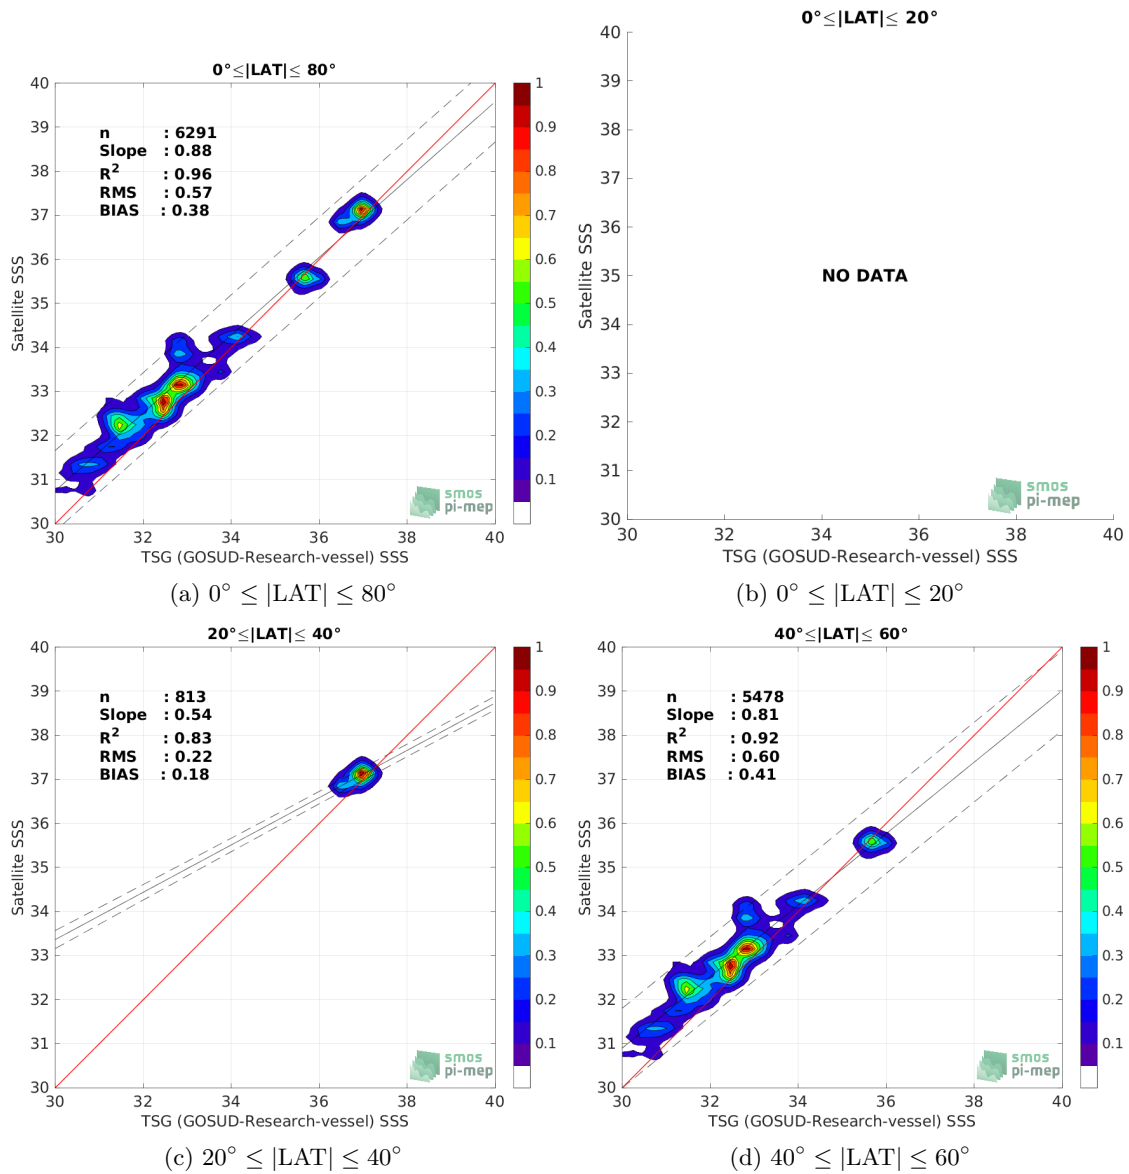 0°≤|LAT|≤ 80°
n : 6291
Slope : 0.88
R² : 0.96
RMS : 0.57
BIAS : 0.38
Satellite SSS
40
39
38
37
36
35
34
33
32
31
30
30 32 34 36 38 40
TSG (GOSUD-Research-vessel) SSS
1
0.9
0.8
0.7
0.6
0.5
0.4
0.3
0.2
0.1
smos
pi-mep
(a) 0° ≤ |LAT| ≤ 80°
0°≤|LAT|≤ 20°
NO DATA
Satellite SSS
40
39
38
37
36
35
34
33
32
31
30
30 32 34 36 38 40
TSG (GOSUD-Research-vessel) SSS
smos
pi-mep
(b) 0° ≤ |LAT| ≤ 20°
20°≤|LAT|≤ 40°
n : 813
Slope : 0.54
R² : 0.83
RMS : 0.22
BIAS : 0.18
Satellite SSS
40
39
38
37
36
35
34
33
32
31
30
30 32 34 36 38 40
TSG (GOSUD-Research-vessel) SSS
1
0.9
0.8
0.7
0.6
0.5
0.4
0.3
0.2
0.1
smos
pi-mep
(c) 20° ≤ |LAT| ≤ 40°
40°≤|LAT|≤ 60°
n : 5478
Slope : 0.81
R² : 0.92
RMS : 0.60
BIAS : 0.41
Satellite SSS
40
39
38
37
36
35
34
33
32
31
30
30 32 34 36 38 40
TSG (GOSUD-Research-vessel) SSS
1
0.9
0.8
0.7
0.6
0.5
0.4
0.3
0.2
0.1
smos
pi-mep
(d) 40° ≤ |LAT| ≤ 60°